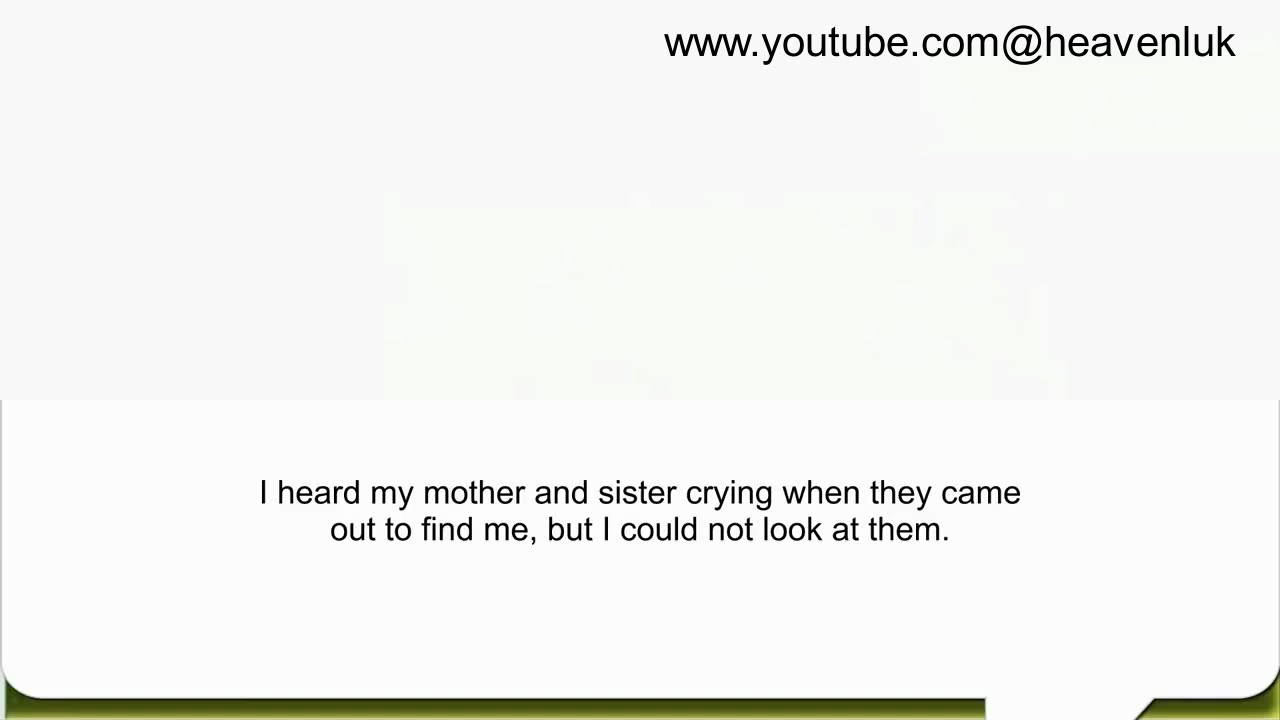 www.youtube.com@heavenluk
I heard my mother and sister crying when they came
out to find me, but I could not look at them.